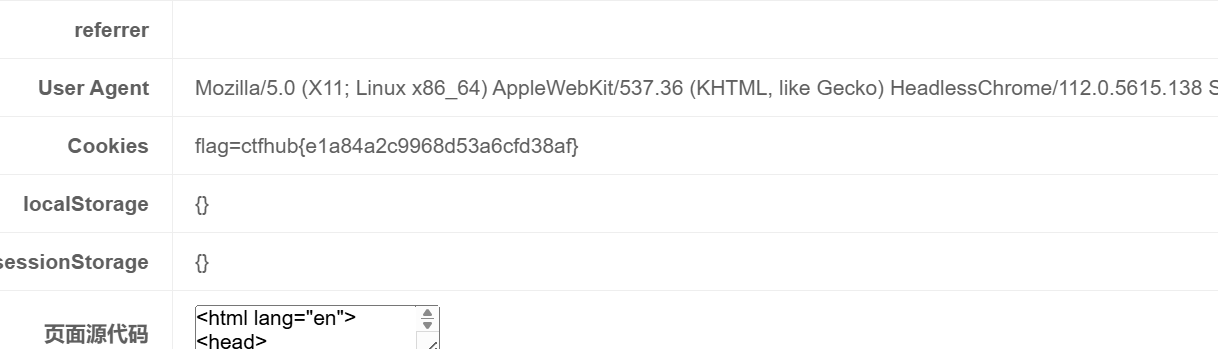 referrer
User Agent Mozilla/5.0 (X11; Linux x86_64) AppleWebKit/537.36 (KHTML, like Gecko) HeadlessChrome/112.0.5615.138 S
Cookies flag=ctfhub{e1a84a2c9968d53a6cfd38af}
localStorage {}
sessionStorage {}
页面源代码 <html lang="en">
<head>